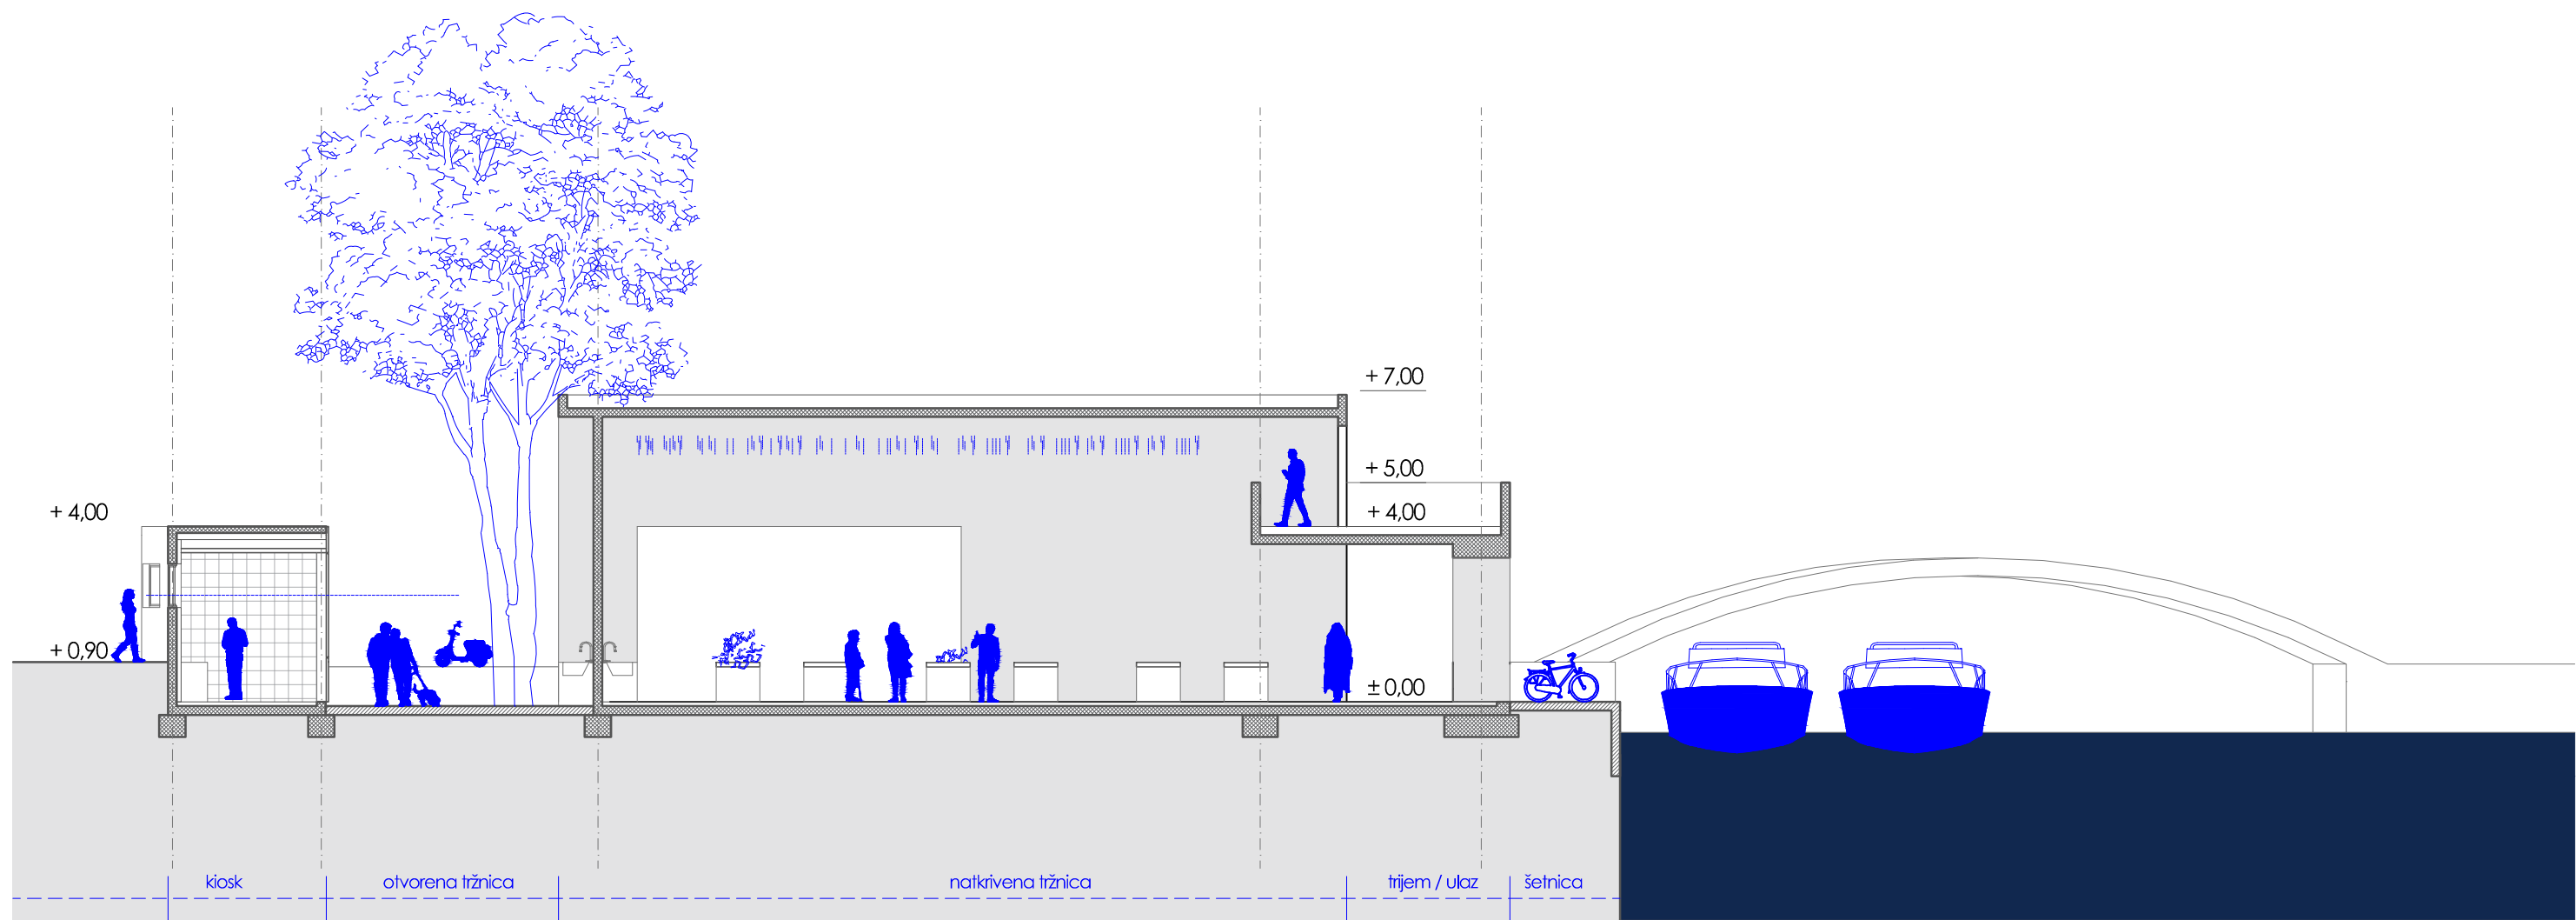 + 7,00
+ 5,00
+ 4,00
+ 4,00
+ 0,90
± 0,00
kiosk
otvorena tržnica
natkrivena tržnica
trijem / ulaz
šetnica